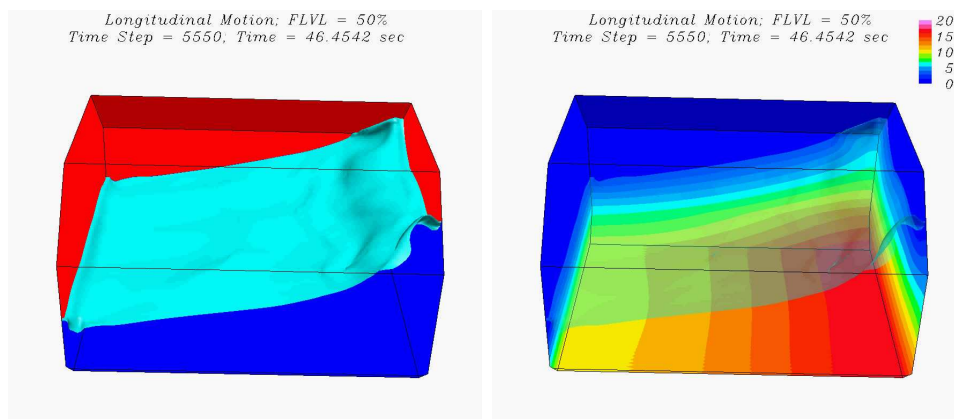 Longitudinal Motion; FLVL = 50%
Time Step = 5550; Time = 46.4542 sec
Longitudinal Motion; FLVL = 50%
Time Step = 5550; Time = 46.4542 sec
20
15
10
5
0